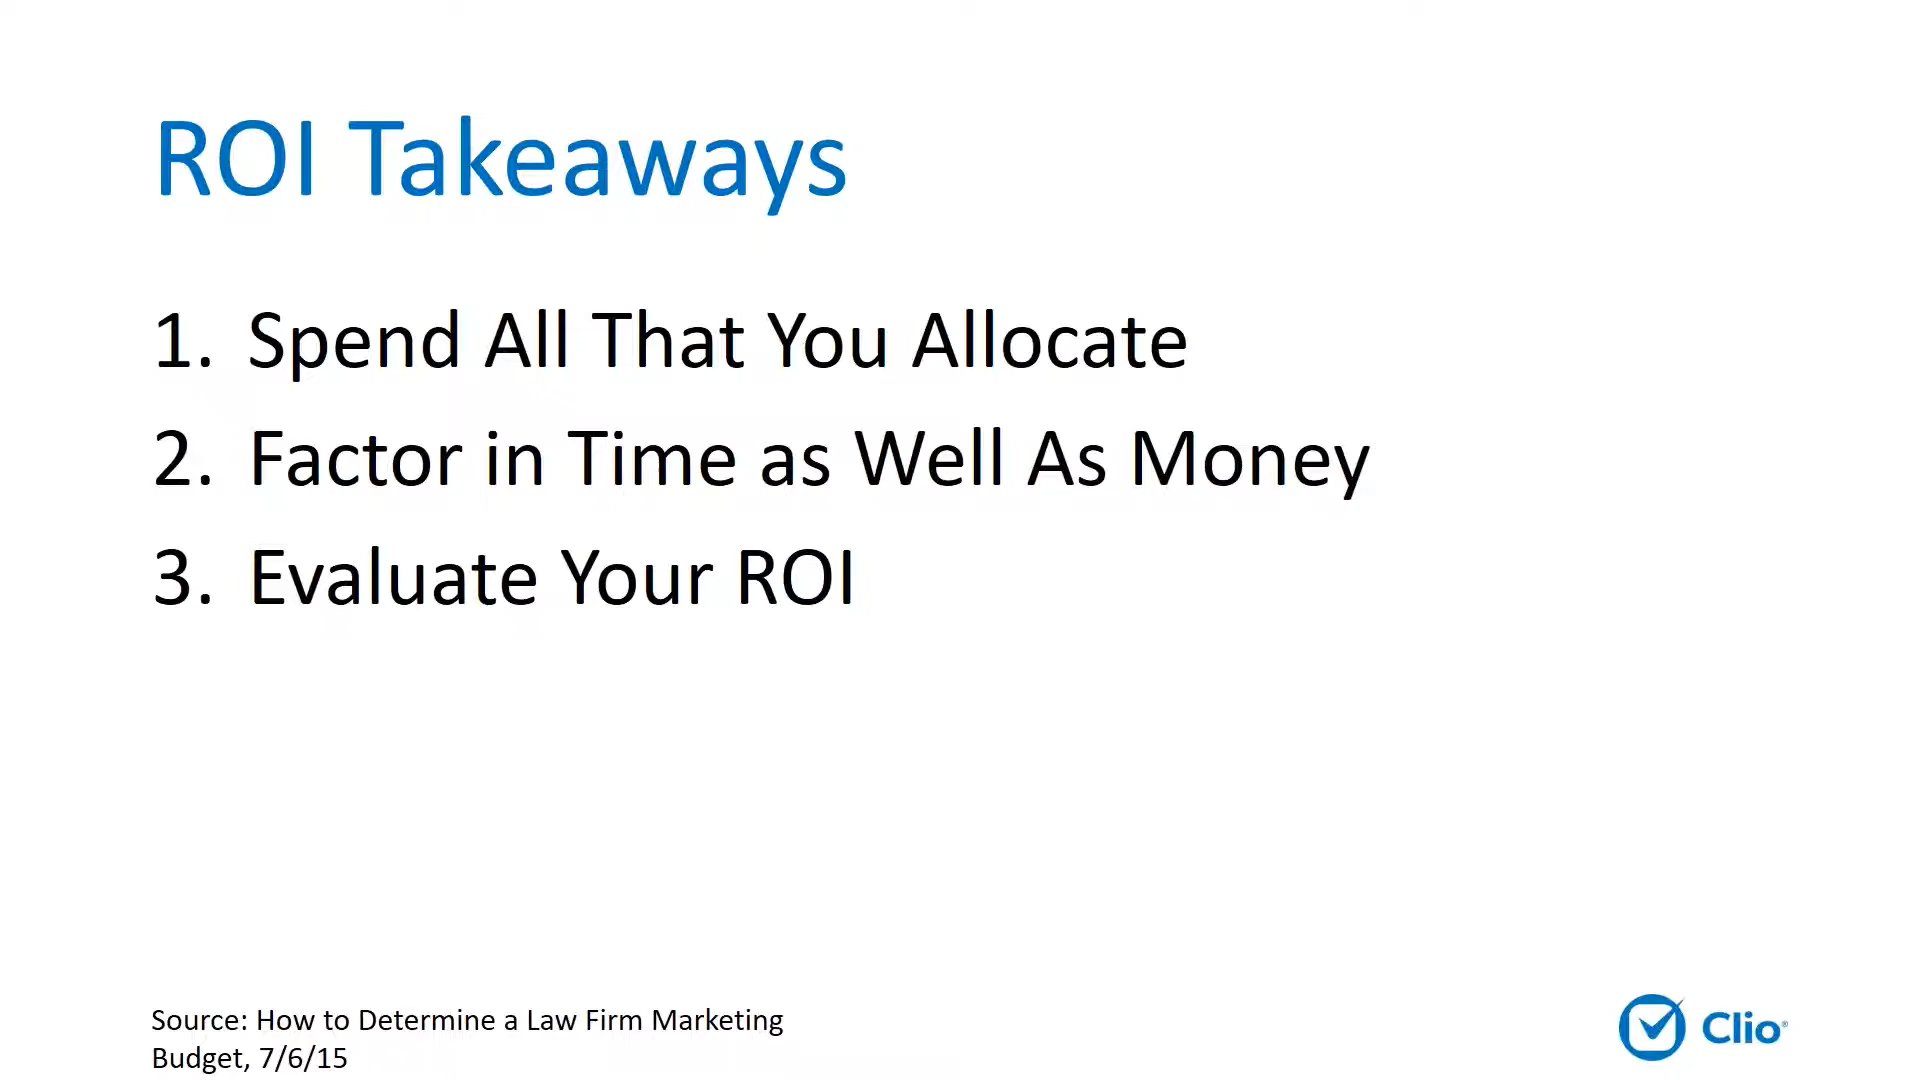 ROI Takeaways
1. Spend All That You Allocate
2. Factor in Time as Well As Money
3. Evaluate Your ROI
Source: How to Determine a Law Firm Marketing
Budget, 7/6/15
Clio®